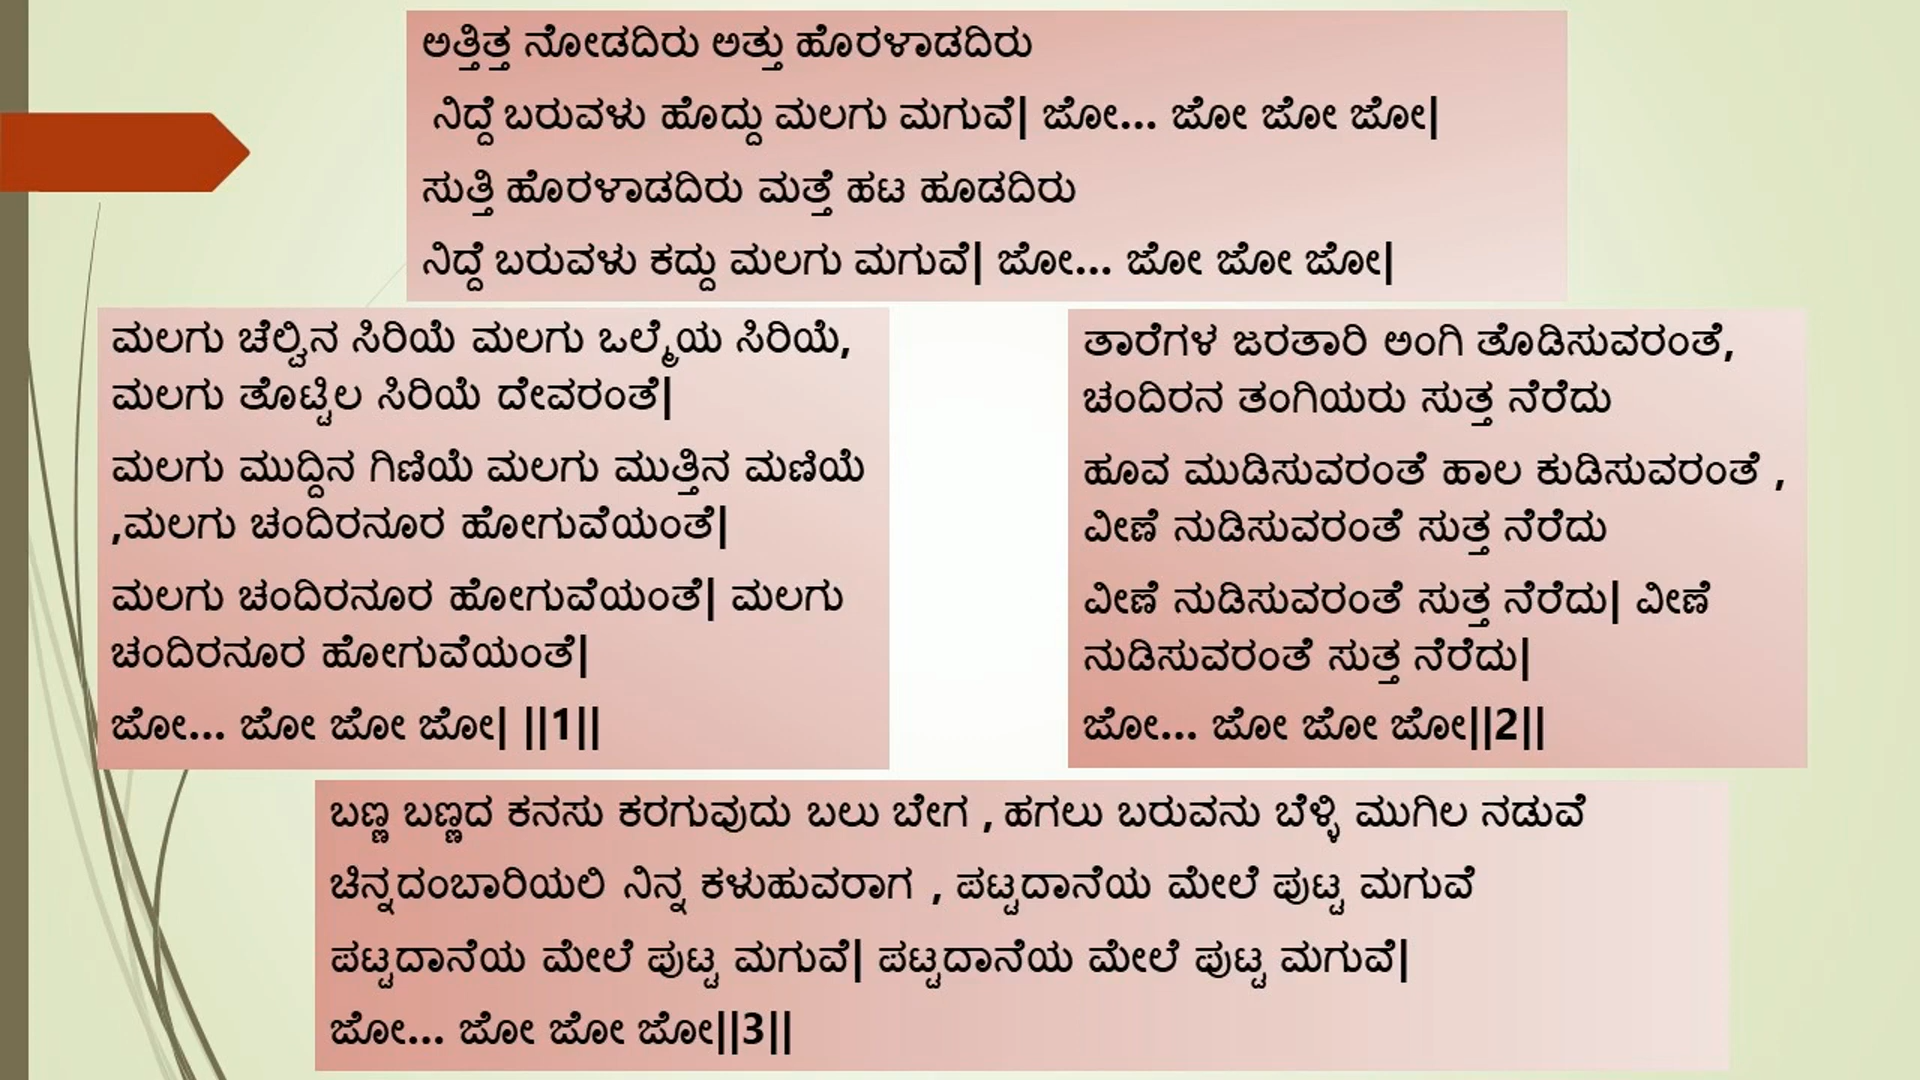 ಅತ್ತಿತ್ತ ನೋಡದಿರು ಅತ್ತು ಹೊರಳಾಡದಿರು
ನಿದ್ದೆ ಬರುವಳು ಹೊದ್ದು ಮಲಗು ಮಗುವೆ| ಜೋ... ಜೋ ಜೋ ಜೋ|
ಸುತ್ತಿ ಹೊರಳಾಡದಿರು ಮತ್ತೆ ಹಟ ಹೂಡದಿರು
ನಿದ್ದೆ ಬರುವಳು ಕದ್ದು ಮಲಗು ಮಗುವೆ| ಜೋ... ಜೋ ಜೋ ಜೋ|
ಮಲಗು ಚೆಲ್ವಿನ ಸಿರಿಯೆ ಮಲಗು ಒಲ್ಮೆಯ ಸಿರಿಯೆ,
ಮಲಗು ತೊಟ್ಟಿಲ ಸಿರಿಯೆ ದೇವರಂತೆ|
ಮಲಗು ಮುದ್ದಿನ ಗಿಣಿಯೆ ಮಲಗು ಮುತ್ತಿನ ಮಣಿಯೆ
,ಮಲಗು ಚಂದಿರನೂರ ಹೋಗುವೆಯಂತೆ|
ಮಲಗು ಚಂದಿರನೂರ ಹೋಗುವೆಯಂತೆ| ಮಲಗು
ಚಂದಿರನೂರ ಹೋಗುವೆಯಂತೆ|
ಜೋ... ಜೋ ಜೋ ಜೋ| ||1||
ತಾರೆಗಳ ಜರತಾರಿ ಅಂಗಿ ತೊಡಿಸುವರಂತೆ,
ಚಂದಿರನ ತಂಗಿಯರು ಸುತ್ತ ನೆರೆದು
ಹೂವ ಮುಡಿಸುವರಂತೆ ಹಾಲ ಕುಡಿಸುವರಂತೆ ,
ವೀಣೆ ನುಡಿಸುವರಂತೆ ಸುತ್ತ ನೆರೆದು
ವೀಣೆ ನುಡಿಸುವರಂತೆ ಸುತ್ತ ನೆರೆದು| ವೀಣೆ
ನುಡಿಸುವರಂತೆ ಸುತ್ತ ನೆರೆದು|
ಜೋ... ಜೋ ಜೋ ಜೋ||2||
ಬಣ್ಣ ಬಣ್ಣದ ಕನಸು ಕರಗುವುದು ಬಲು ಬೇಗ , ಹಗಲು ಬರುವನು ಬೆಳ್ಳಿ ಮುಗಿಲ ನಡುವೆ
ಚಿನ್ನದಂಬಾರಿಯಲಿ ನಿನ್ನ ಕಳುಹುವರಾಗ , ಪಟ್ಟದಾನೆಯ ಮೇಲೆ ಪುಟ್ಟ ಮಗುವೆ
ಪಟ್ಟದಾನೆಯ ಮೇಲೆ ಪುಟ್ಟ ಮಗುವೆ| ಪಟ್ಟದಾನೆಯ ಮೇಲೆ ಪುಟ್ಟ ಮಗುವೆ|
ಜೋ... ಜೋ ಜೋ ಜೋ||3||